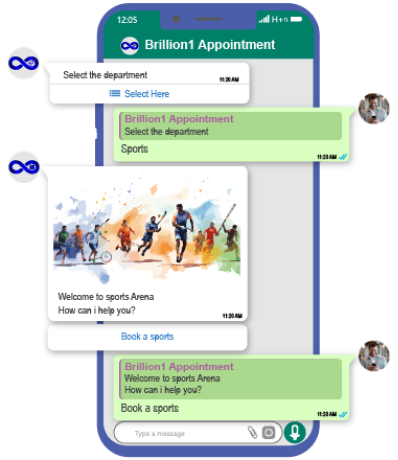 12:05
H+
Brillion1 Appointment
Select the department
11:20 AM
Select Here
Brillion1 Appointment
Select the department
Sports
11:20 AM
Welcome to sports Arena
How can i help you?
11:20 AM
Book a sports
Brillion1 Appointment
Welcome to sports Arena
How can i help you?
Book a sports
11:20 AM
Type a message